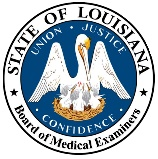 STATE OF LOUISIANA
UNION · JUSTICE
CONFIDENCE
Board of Medical Examiners